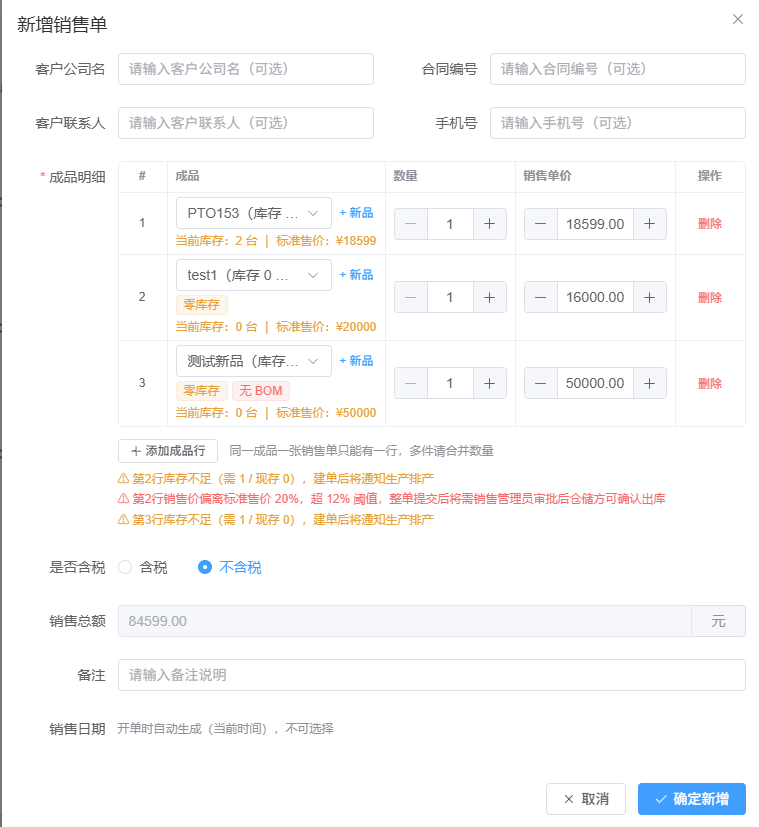 新增销售单
客户公司名 请输入客户公司名（可选） 合同编号 请输入合同编号（可选）
客户联系人 请输入客户联系人（可选） 手机号 请输入手机号（可选）
* 成品明细 # 成品 数量 销售单价 操作
1 PTO153（库存 ... + 新品 1 18599.00 删除
当前库存：2 台 | 标准售价：¥18599
2 test1（库存 0 ... + 新品 1 16000.00 删除
零库存
当前库存：0 台 | 标准售价：¥20000
3 测试新品（库存... + 新品 1 50000.00 删除
零库存 无 BOM
当前库存：0 台 | 标准售价：¥50000
+ 添加成品行 同一成品一张销售单只能有一行，多件请合并数量
第2行库存不足（需 1 / 现存 0），建单后将通知生产排产
第2行销售价偏离标准售价 20%，超 12% 阈值，整单提交后将需销售管理员审批后仓储方可确认出库
第3行库存不足（需 1 / 现存 0），建单后将通知生产排产
是否含税 含税 不含税
销售总额 84599.00 元
备注 请输入备注说明
销售日期 开单时自动生成（当前时间），不可选择
取消 确定新增